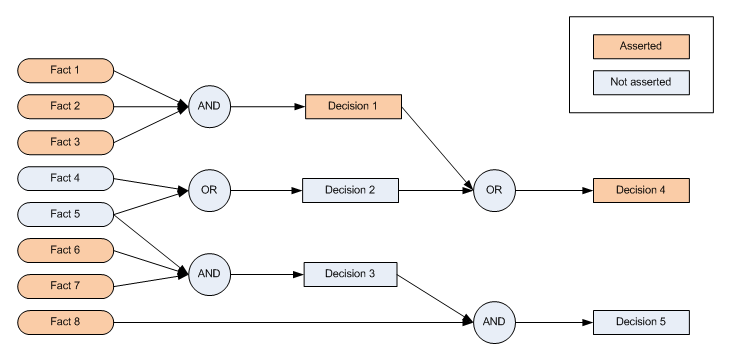 Asserted
Not asserted
Fact 1
Fact 2
Fact 3
Fact 4
Fact 5
Fact 6
Fact 7
Fact 8
AND
OR
AND
Decision 1
Decision 2
Decision 3
OR
AND
Decision 4
Decision 5